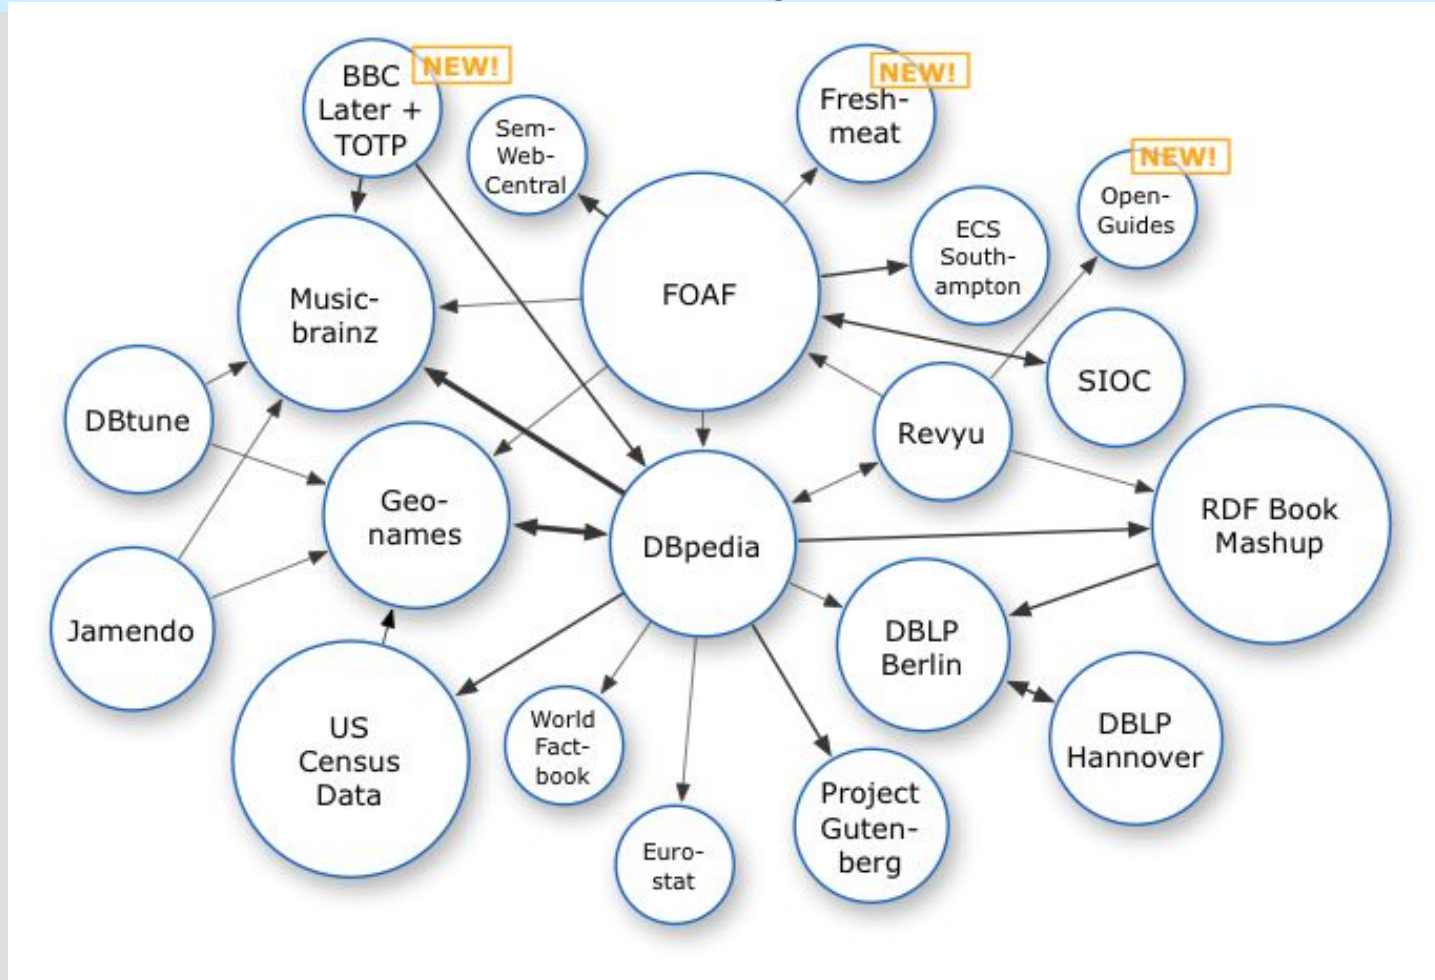 BBC
Later +
TOTP
NEW!
Sem-
Web-
Central
NEW!
Fresh-
meat
NEW!
Open-
Guides
ECS
South-
ampton
FOAF
Music-
brainz
SIOC
DBtune
Revyu
Geo-
names
RDF Book
Mashup
DBpedia
Jamendo
DBLP
Berlin
US
Census
Data
World
Fact-
book
DBLP
Hannover
Project
Guten-
berg
Euro-
stat